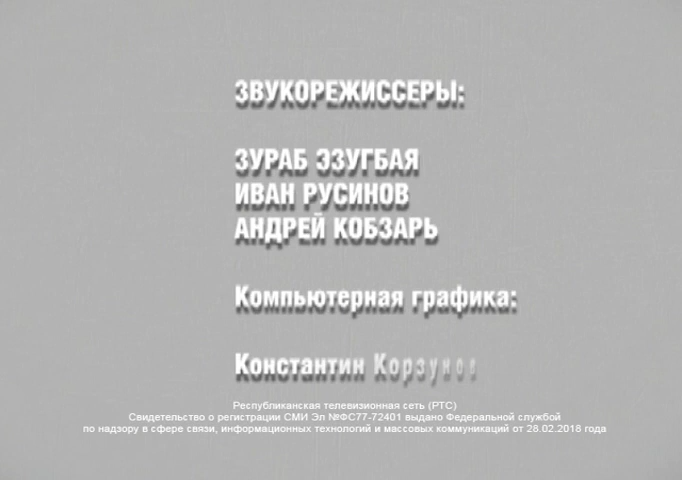 ЗВУКОРЕЖИССЕРЫ:
ЗУРАБ ЭЗУГБАЯ
ИВАН РУСИНОВ
АНДРЕЙ КОБЗАРЬ
Компьютерная графика:
Константин Корзунов
Республиканская телевизионная сеть (РТС)
Свидетельство о регистрации СМИ Эл №ФС77-72401 выдано Федеральной службой
по надзору в сфере связи, информационных технологий и массовых коммуникаций от 28.02.2018 года